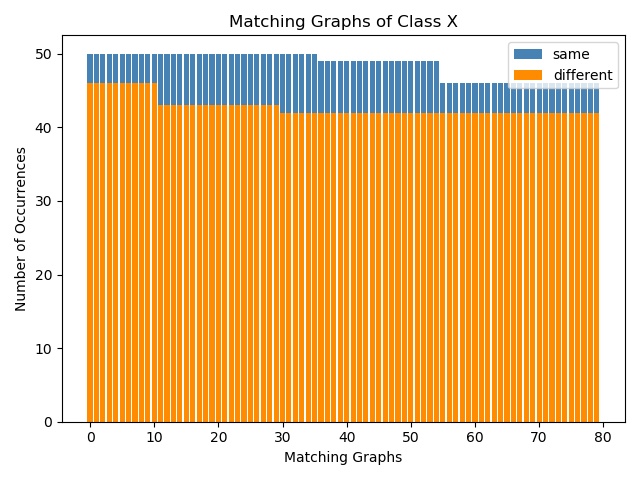 Matching Graphs of Class X
same
different
Number of Occurrences
50
40
30
20
10
0
0 10 20 30 40 50 60 70 80
Matching Graphs